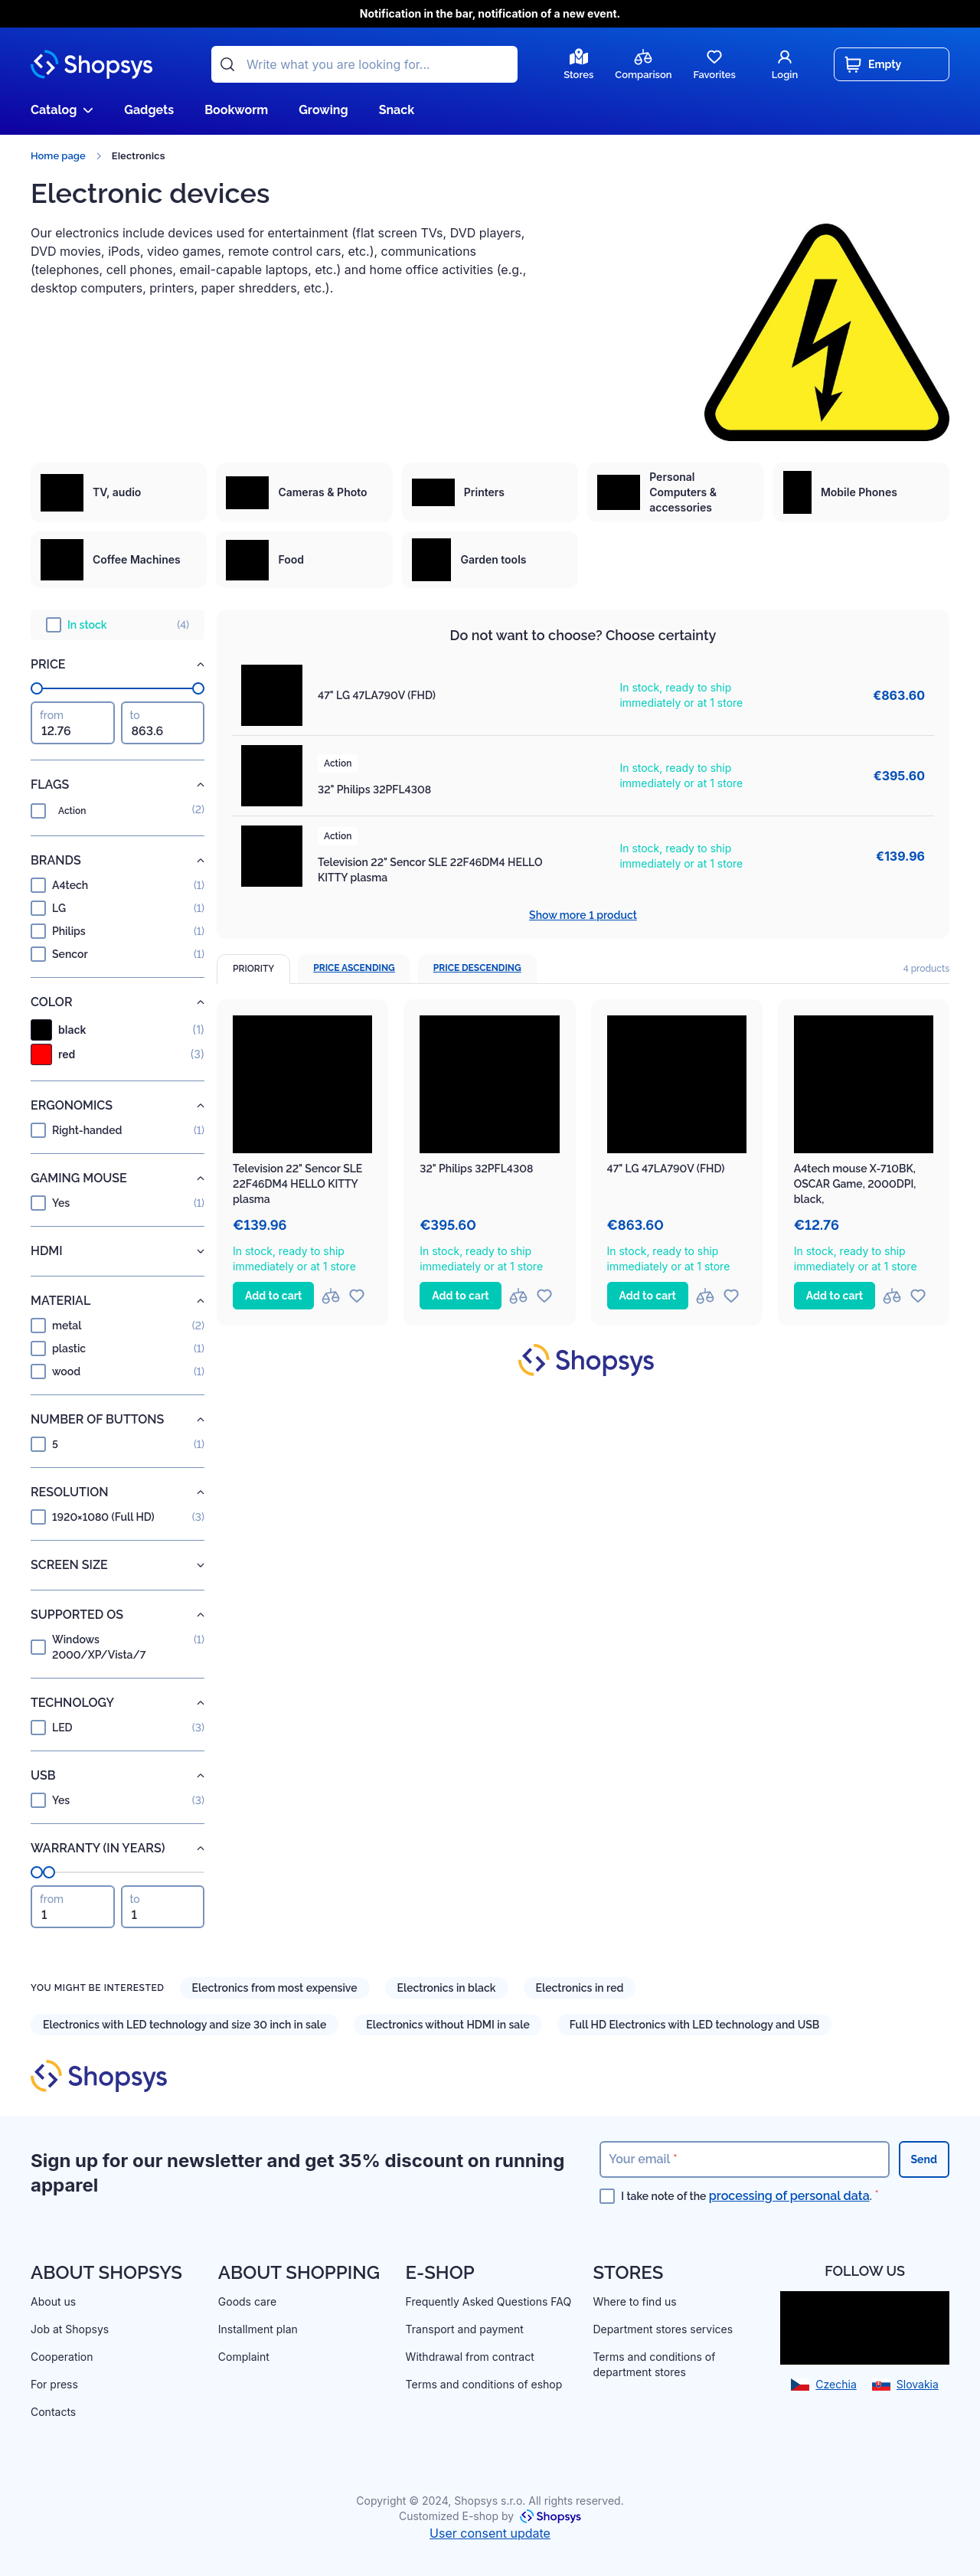 Notification in the bar, notification of a new event.
Shopsys
Write what you are looking for...
Stores
Comparison
Favorites
Login
Empty
Catalog
Gadgets
Bookworm
Growing
Snack
Home page
Electronics
Electronic devices
Our electronics include devices used for entertainment (flat screen TVs, DVD players,
DVD movies, iPods, video games, remote control cars, etc.), communications
(telephones, cell phones, email-capable laptops, etc.) and home office activities (e.g.,
desktop computers, printers, paper shredders, etc.).
TV, audio
Cameras & Photo
Printers
Personal
Computers &
accessories
Mobile Phones
Coffee Machines
Food
Garden tools
In stock
(4)
PRICE
from
12.76
to
863.6
FLAGS
Action
(2)
BRANDS
A4tech
(1)
LG
(1)
Philips
(1)
Sencor
(1)
COLOR
black
(1)
red
(3)
ERGONOMICS
Right-handed
(1)
GAMING MOUSE
Yes
(1)
HDMI
MATERIAL
metal
(2)
plastic
(1)
wood
(1)
NUMBER OF BUTTONS
5
(1)
RESOLUTION
1920×1080 (Full HD)
(3)
SCREEN SIZE
SUPPORTED OS
Windows
2000/XP/Vista/7
(1)
TECHNOLOGY
LED
(3)
USB
Yes
(3)
WARRANTY (IN YEARS)
from
1
to
1
Do not want to choose? Choose certainty
47" LG 47LA790V (FHD)
In stock, ready to ship
immediately or at 1 store
€863.60
Action
32" Philips 32PFL4308
In stock, ready to ship
immediately or at 1 store
€395.60
Action
Television 22" Sencor SLE 22F46DM4 HELLO
KITTY plasma
In stock, ready to ship
immediately or at 1 store
€139.96
Show more 1 product
PRIORITY
PRICE ASCENDING
PRICE DESCENDING
4 products
Television 22" Sencor SLE
22F46DM4 HELLO KITTY
plasma
€139.96
In stock, ready to ship
immediately or at 1 store
Add to cart
32" Philips 32PFL4308
€395.60
In stock, ready to ship
immediately or at 1 store
Add to cart
47" LG 47LA790V (FHD)
€863.60
In stock, ready to ship
immediately or at 1 store
Add to cart
A4tech mouse X-710BK,
OSCAR Game, 2000DPI,
black,
€12.76
In stock, ready to ship
immediately or at 1 store
Add to cart
Shopsys
YOU MIGHT BE INTERESTED
Electronics from most expensive
Electronics in black
Electronics in red
Electronics with LED technology and size 30 inch in sale
Electronics without HDMI in sale
Full HD Electronics with LED technology and USB
Shopsys
Sign up for our newsletter and get 35% discount on running
apparel
Your email *
Send
I take note of the processing of personal data. *
ABOUT SHOPSYS
About us
Job at Shopsys
Cooperation
For press
Contacts
ABOUT SHOPPING
Goods care
Installment plan
Complaint
E-SHOP
Frequently Asked Questions FAQ
Transport and payment
Withdrawal from contract
Terms and conditions of eshop
STORES
Where to find us
Department stores services
Terms and conditions of
department stores
FOLLOW US
Czechia
Slovakia
Copyright © 2024, Shopsys s.r.o. All rights reserved.
Customized E-shop by Shopsys
User consent update